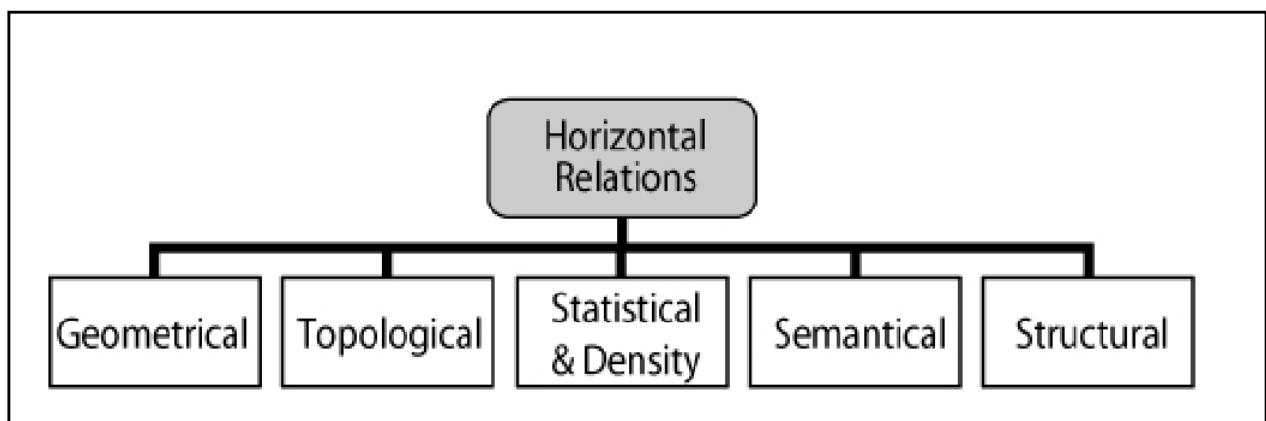 Horizontal
Relations
Geometrical
Topological
Statistical
& Density
Semantical
Structural